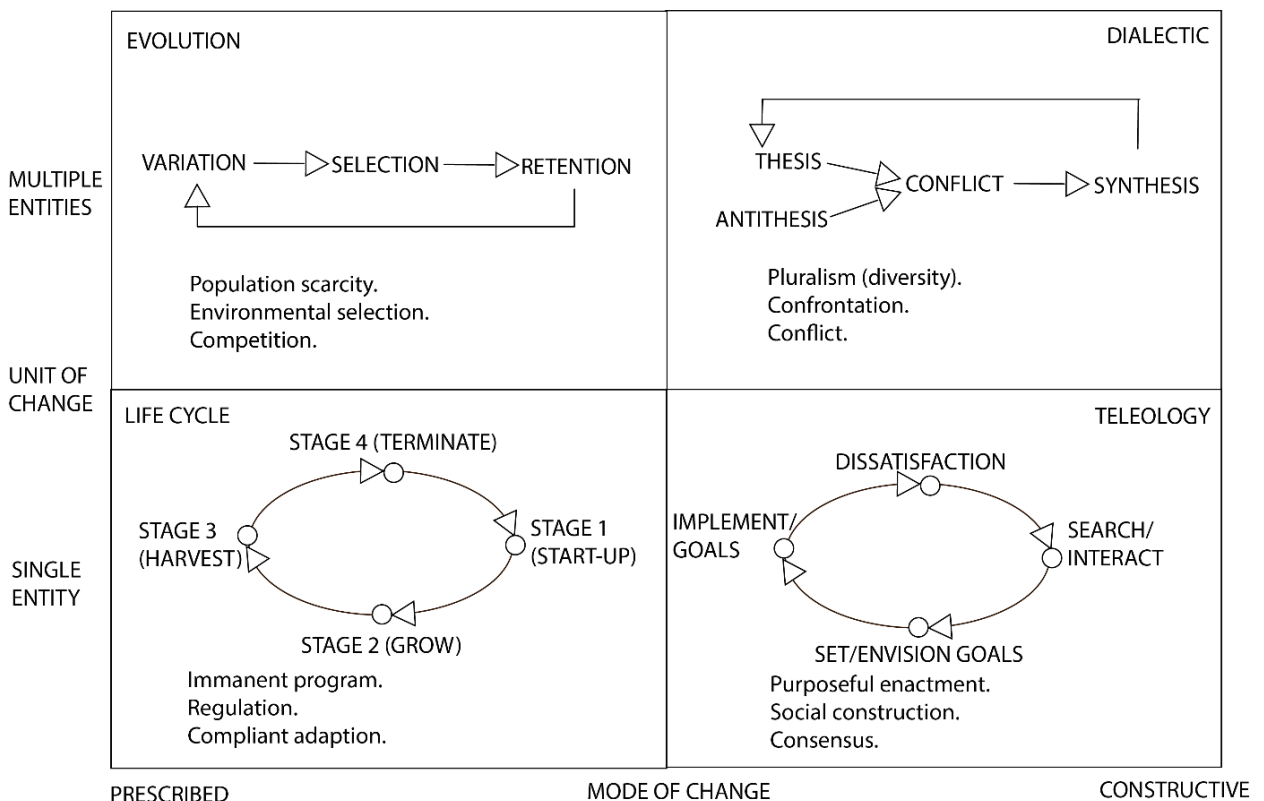 EVOLUTION
DIALECTIC
VARIATION
SELECTION
RETENTION
THESIS
CONFLICT
SYNTHESIS
ANTITHESIS
MULTIPLE
ENTITIES
Population scarcity.
Environmental selection.
Competition.
Pluralism (diversity).
Confrontation.
Conflict.
UNIT OF
CHANGE
LIFE CYCLE
STAGE 4 (TERMINATE)
STAGE 3
(HARVEST)
STAGE 1
(START-UP)
STAGE 2 (GROW)
Immanent program.
Regulation.
Compliant adaption.
TELEOLOGY
DISSATISFACTION
IMPLEMENT/
GOALS
SEARCH/
INTERACT
SET/ENVISION GOALS
Purposeful enactment.
Social construction.
Consensus.
SINGLE
ENTITY
PRESCRIBED
MODE OF CHANGE
CONSTRUCTIVE